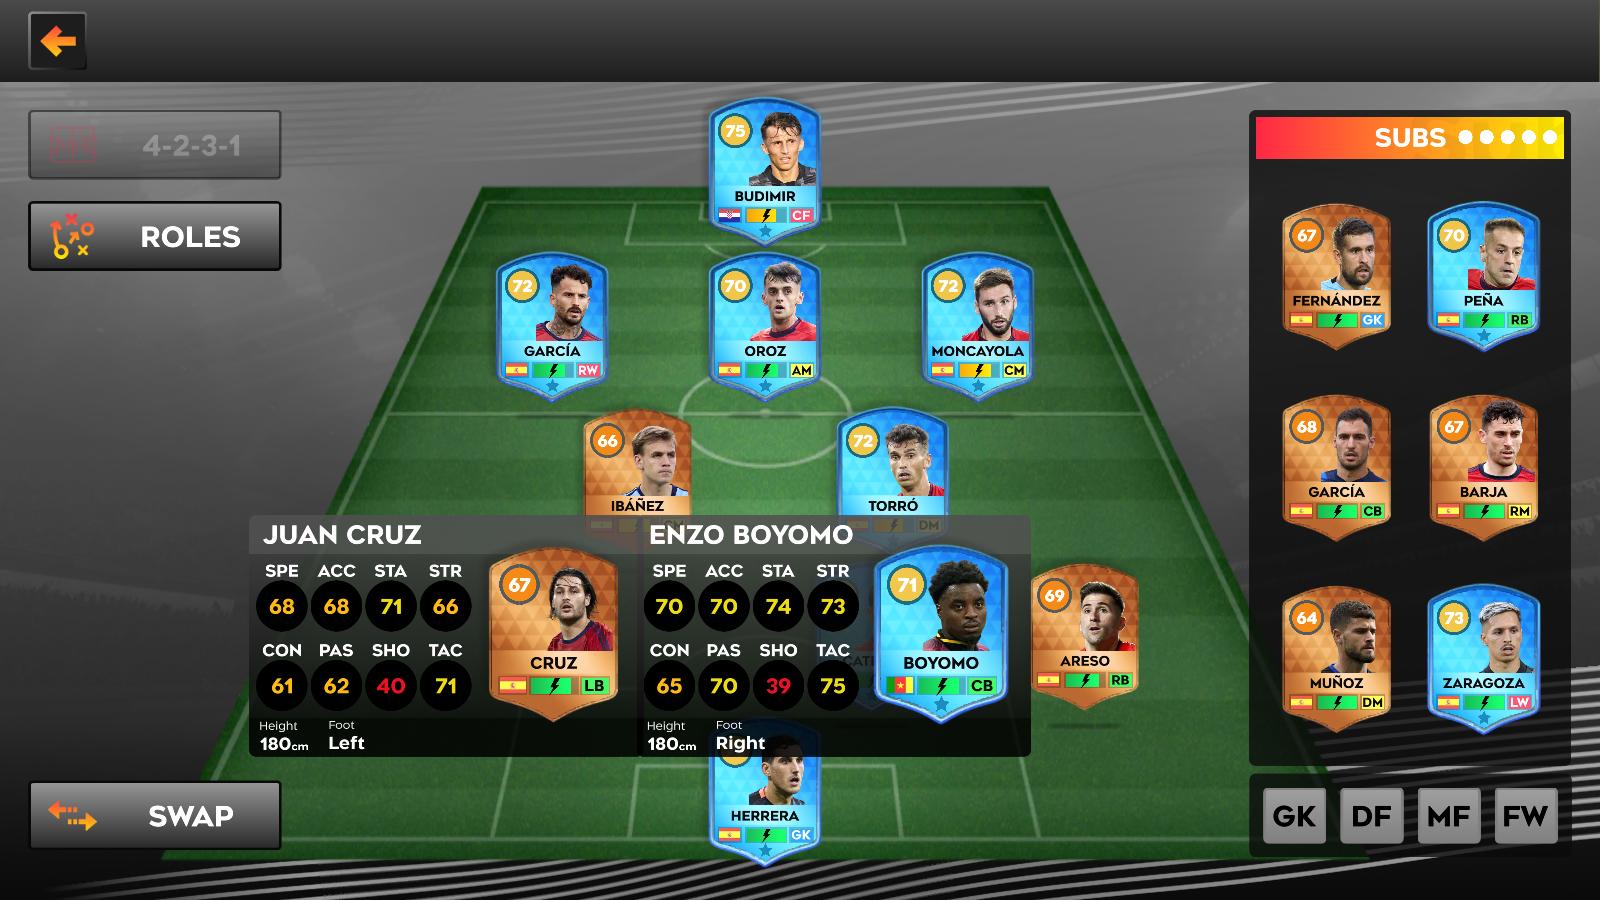 4-2-3-1
ROLES
SUBS
75
BUDIMIR
CF
72
GARCÍA
RW
70
OROZ
AM
72
MONCAYOLA
CM
66
IBÁÑEZ
CM
72
TORRÓ
DM
JUAN CRUZ
SPE ACC STA STR
68 68 71 66
CON PAS SHO TAC
61 62 40 71
Height Foot
180cm Left
67
CRUZ
LB
ENZO BOYOMO
SPE ACC STA STR
70 70 74 73
CON PAS SHO TAC
65 70 39 75
Height Foot
180cm Right
71
BOYOMO
CB
69
ARESO
RB
HERRERA
GK
67
FERNÁNDEZ
GK
70
PEÑA
RB
68
GARCÍA
CB
67
BARJA
RM
64
MUÑOZ
DM
73
ZARAGOZA
LW
SWAP
GK DF MF FW